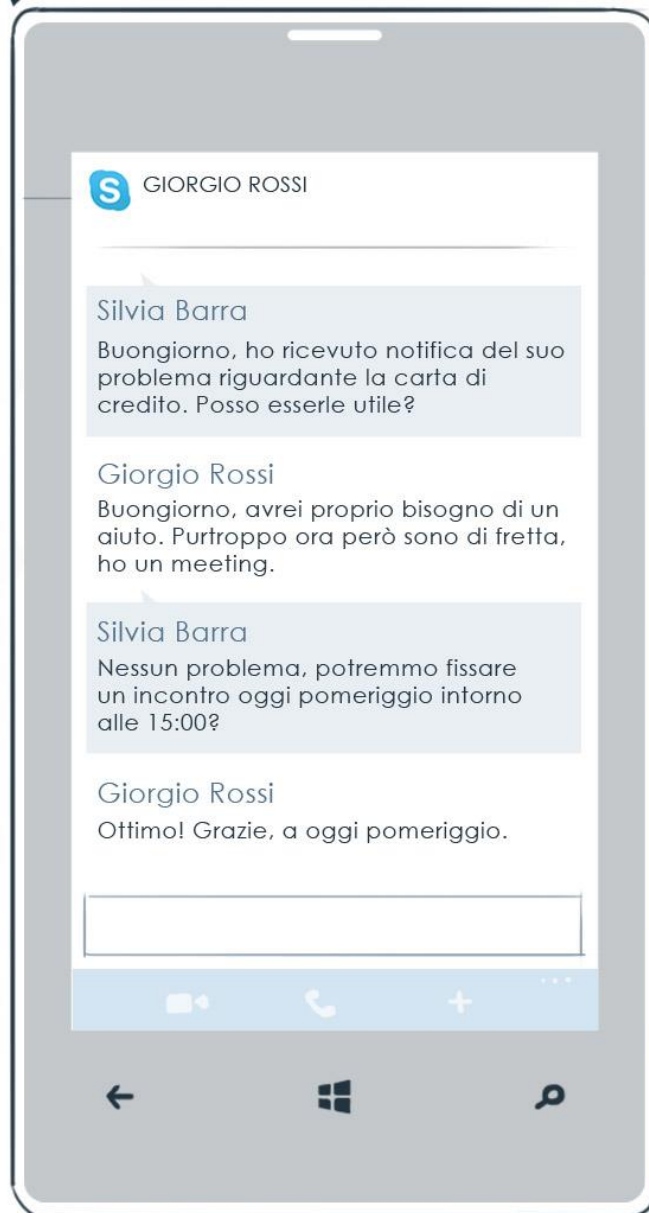 GIORGIO ROSSI
Silvia Barra
Buongiorno, ho ricevuto notifica del suo
problema riguardante la carta di
credito. Posso esserle utile?
Giorgio Rossi
Buongiorno, avrei proprio bisogno di un
aiuto. Purtroppo ora però sono di fretta,
ho un meeting.
Silvia Barra
Nessun problema, potremmo fissare
un incontro oggi pomeriggio intorno
alle 15:00?
Giorgio Rossi
Ottimo! Grazie, a oggi pomeriggio.